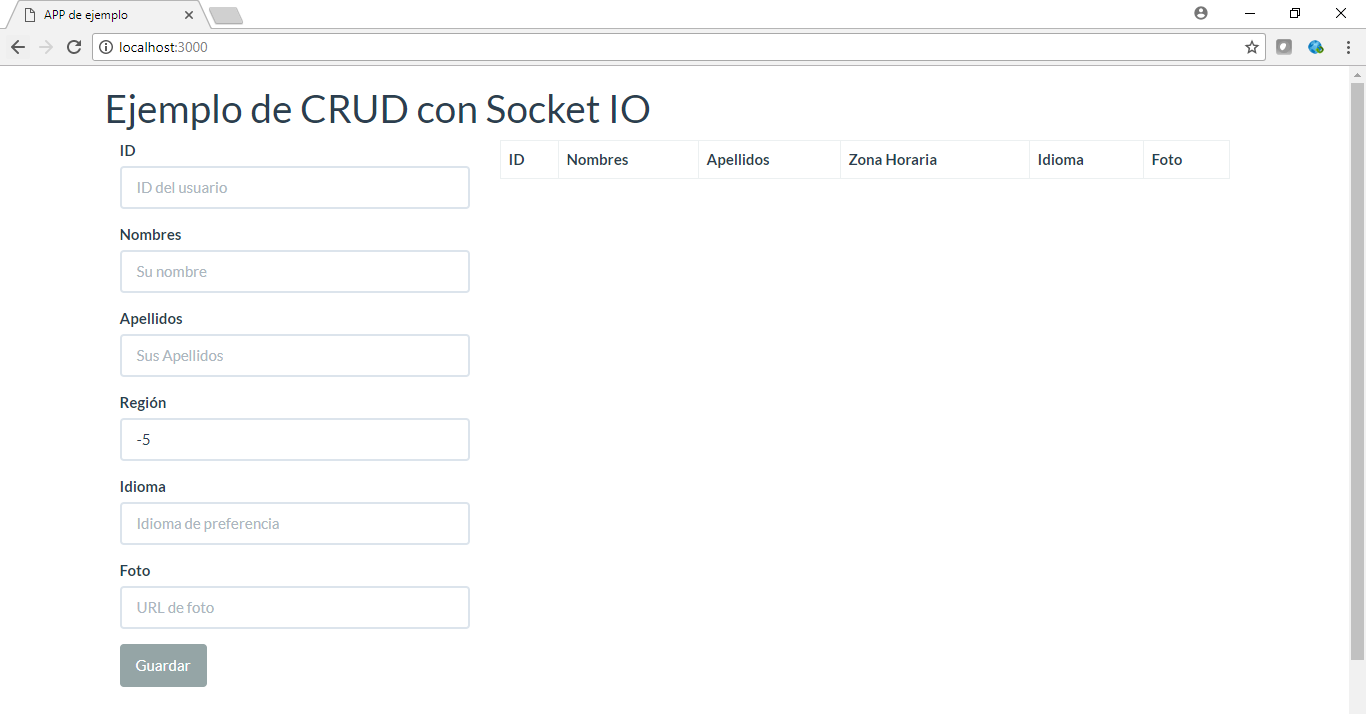 APP de ejemplo
localhost:3000
Ejemplo de CRUD con Socket IO
ID
ID del usuario
Nombres
Su nombre
Apellidos
Sus Apellidos
Región
-5
Idioma
Idioma de preferencia
Foto
URL de foto
Guardar
ID Nombres Apellidos Zona Horaria Idioma Foto